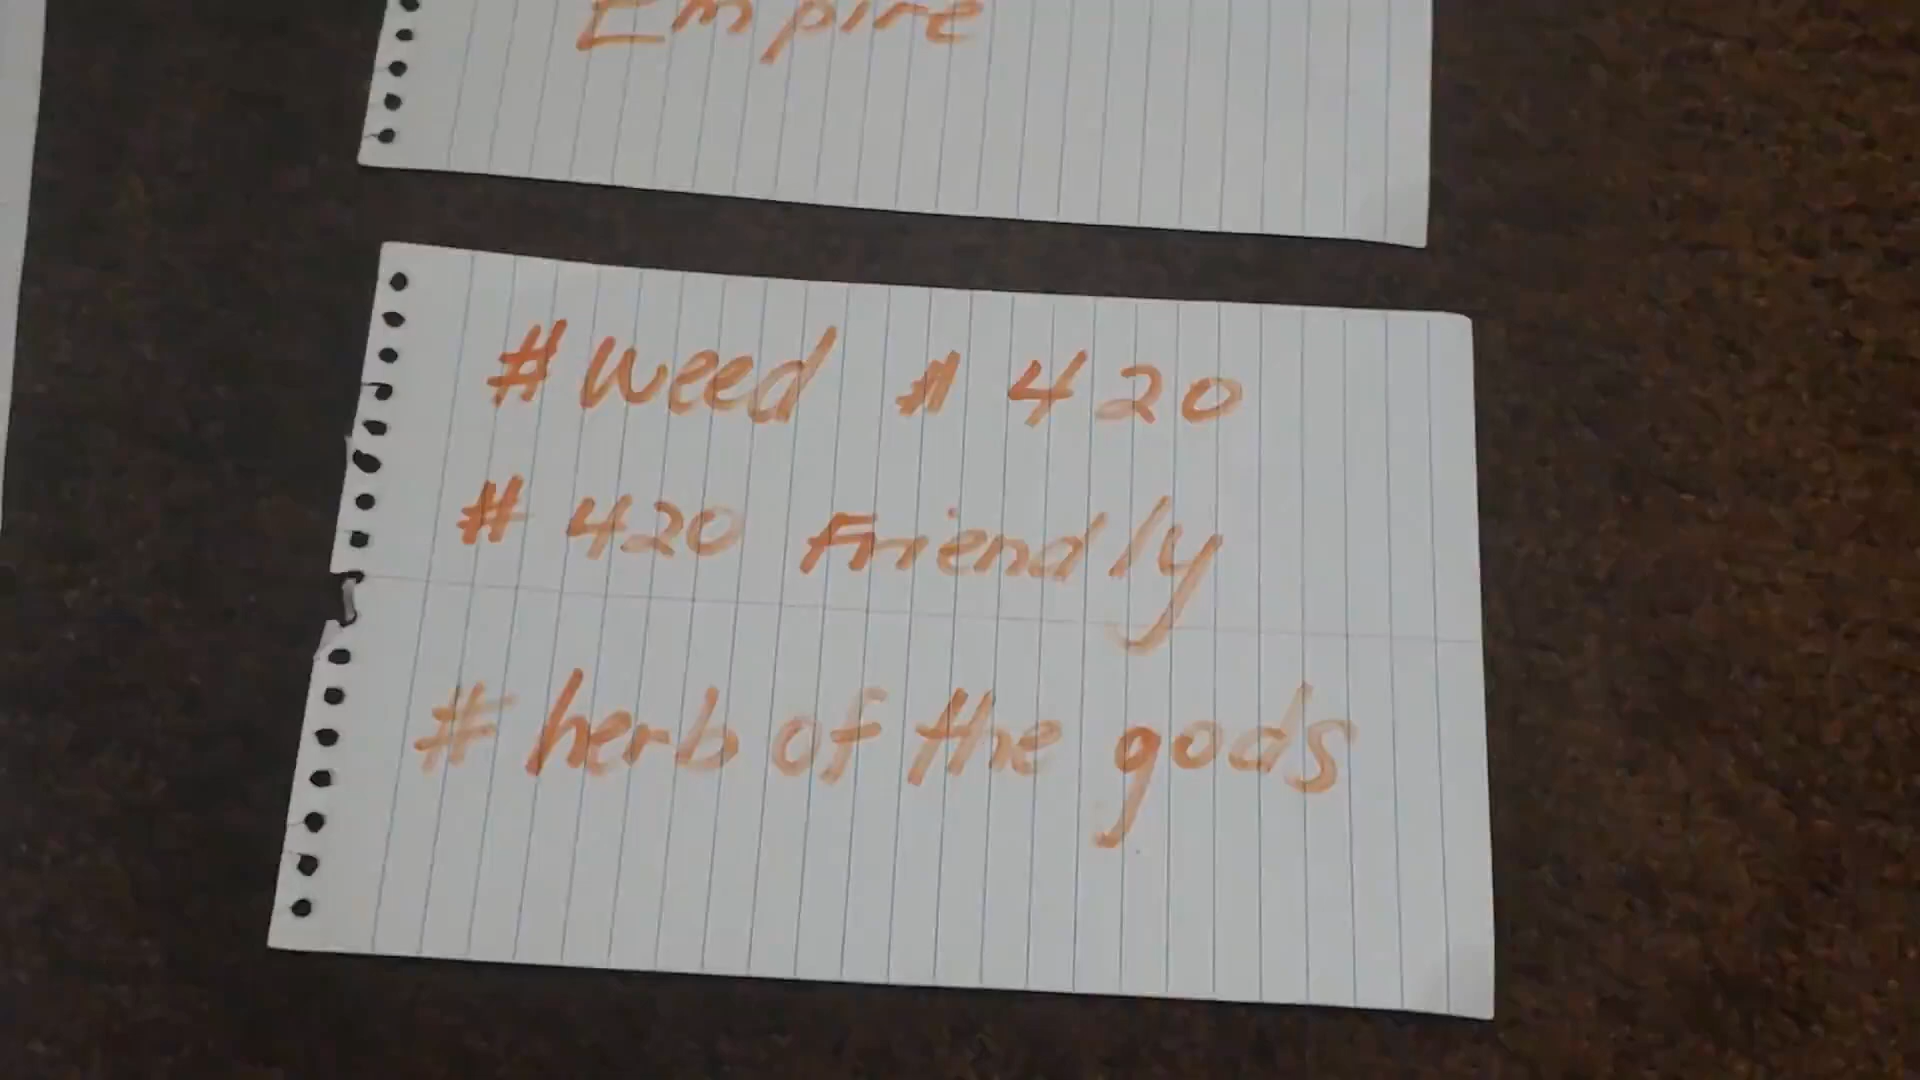 Empire
# weed # 420
# 420 Friendly
# herb of the gods